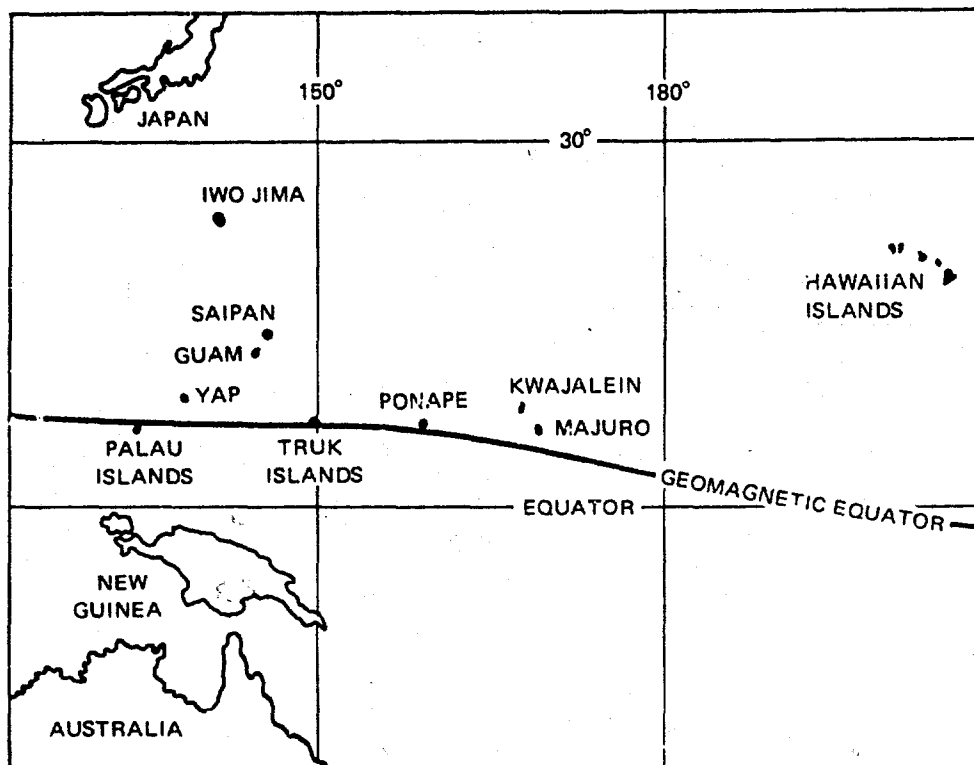 150°
180°
JAPAN
30°
IWO JIMA
HAWAIIAN
ISLANDS
SAIPAN
GUAM
YAP
KWAJALEIN
PONAPE
MAJURO
PALAU
ISLANDS
TRUK
ISLANDS
GEOMAGNETIC EQUATOR
EQUATOR
NEW
GUINEA
AUSTRALIA